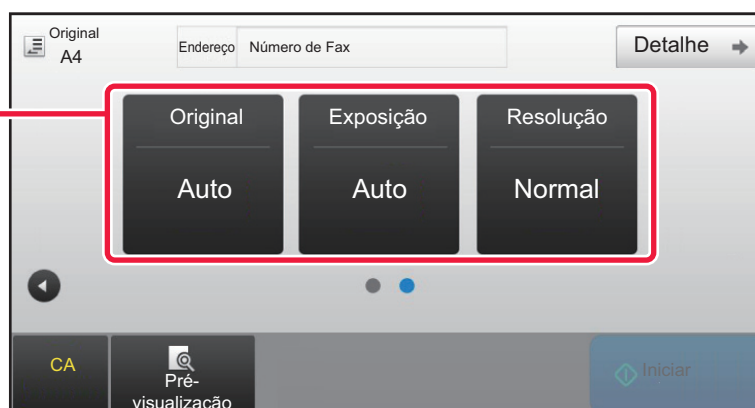 Original
A4
Endereço Número de Fax
Detalhe
Original Exposição Resolução
Auto Auto Normal
CA
Pré-
visualização
Iniciar